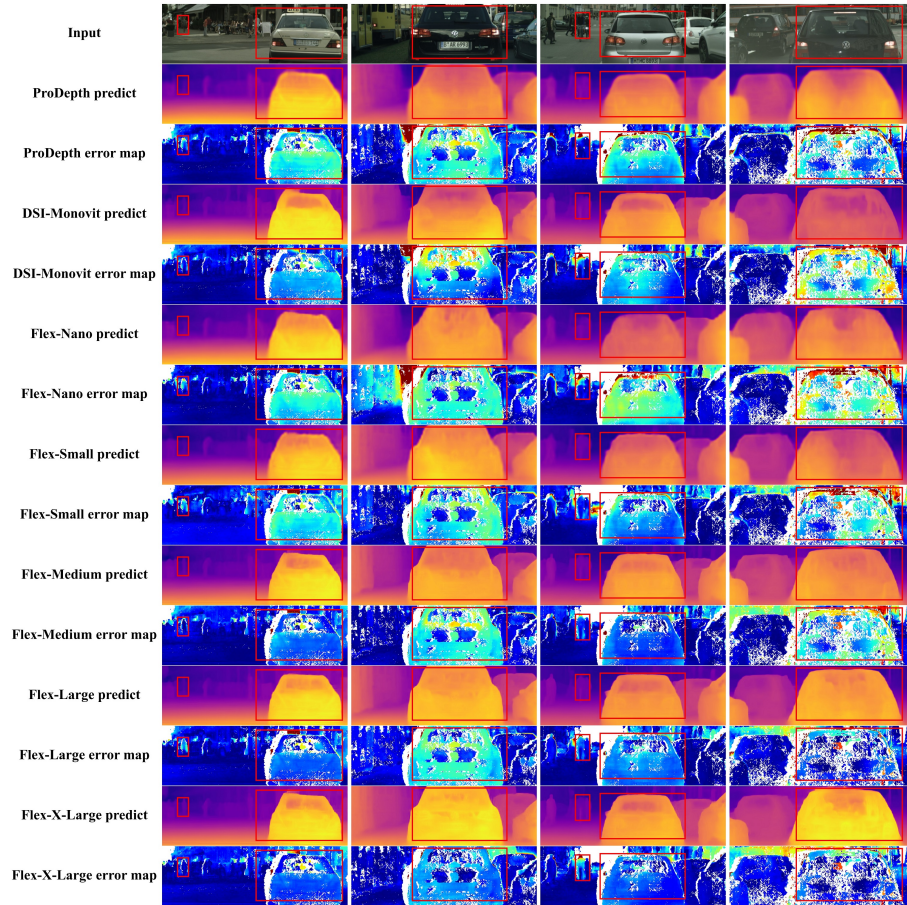 Input
ProDepth predict
ProDepth error map
DSI-Monovit predict
DSI-Monovit error map
Flex-Nano predict
Flex-Nano error map
Flex-Small predict
Flex-Small error map
Flex-Medium predict
Flex-Medium error map
Flex-Large predict
Flex-Large error map
Flex-X-Large predict
Flex-X-Large error map